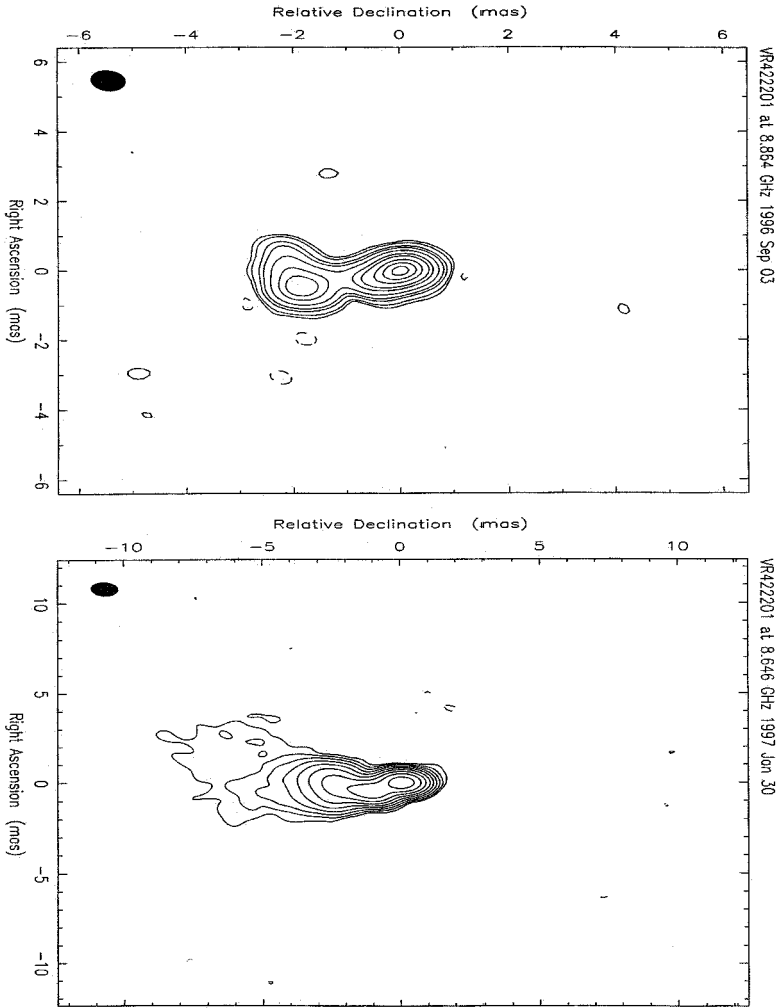 Relative Declination (mas)
−6 −4 −2 0 2 4 6
VR422201 at 8.864 GHz 1996 Sep 03
6 4 2 0 −2 −4 −6
Right Ascension (mas)
Relative Declination (mas)
−10 −5 0 5 10
VR422201 at 8.646 GHz 1997 Jan 30
10 5 0 −5 −10
Right Ascension (mas)